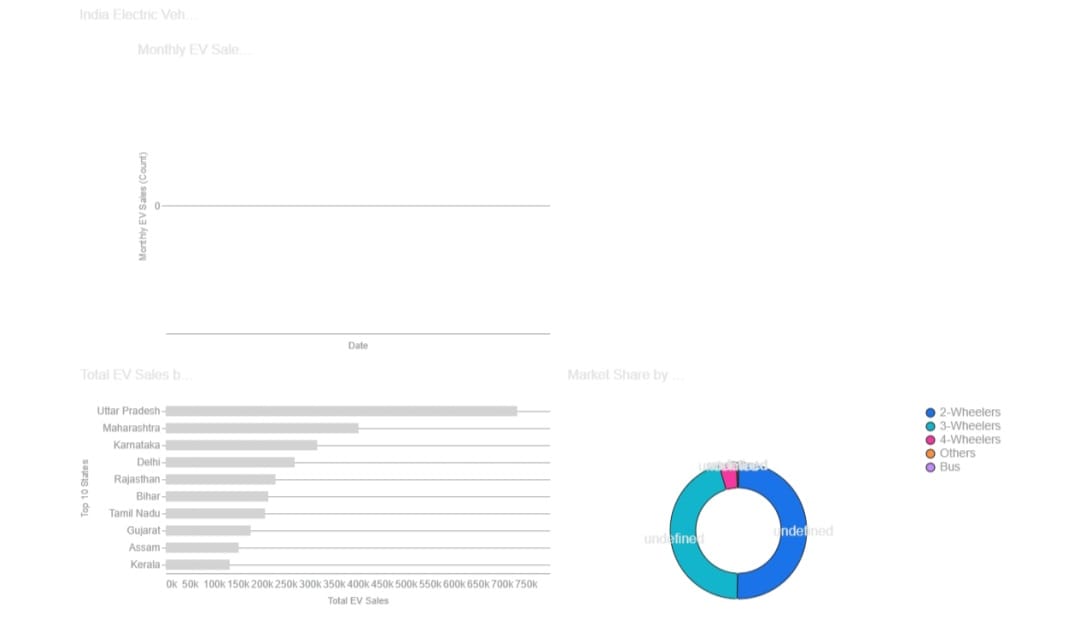 India Electric Veh...
Monthly EV Sale...
Monthly EV Sales (Count)
0
Date
Total EV Sales b...
Top 10 States
Uttar Pradesh
Maharashtra
Karnataka
Delhi
Rajasthan
Bihar
Tamil Nadu
Gujarat
Assam
Kerala
0k 50k 100k 150k 200k 250k 300k 350k 400k 450k 500k 550k 600k 650k 700k 750k
Total EV Sales
Market Share by ...
undefined
undefined
2-Wheelers
3-Wheelers
4-Wheelers
Others
Bus